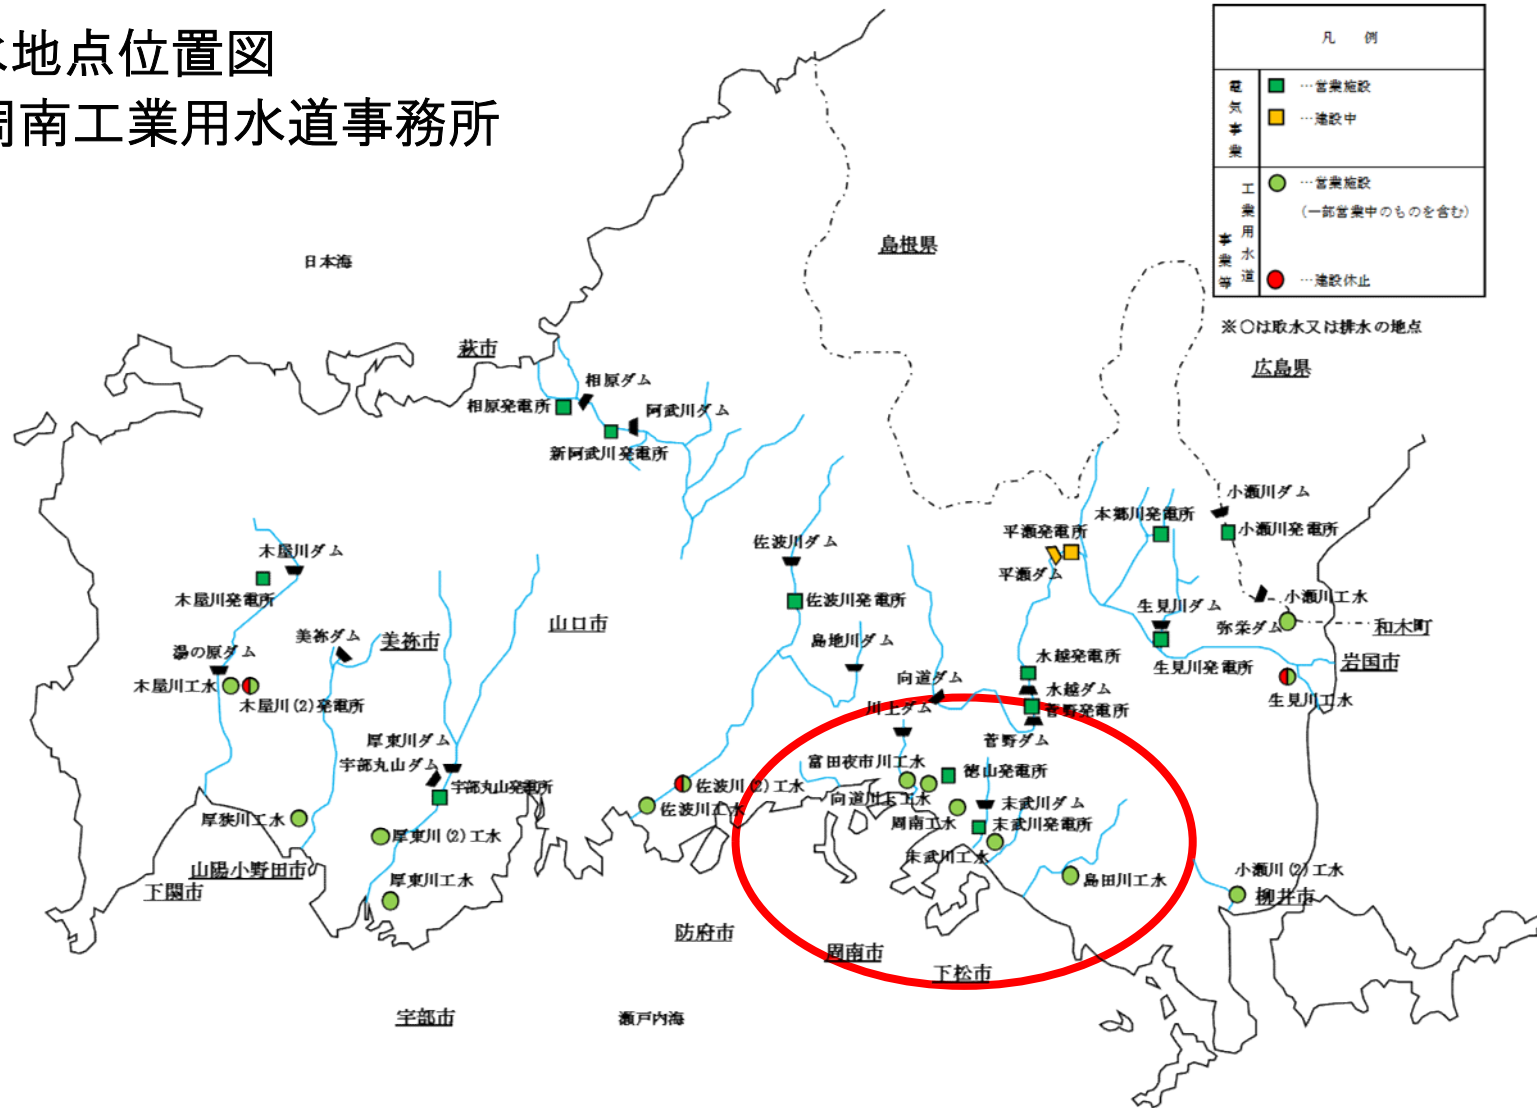 水地点位置図
周南工業用水道事務所
凡　例
電気事業
…営業施設
…建設中
工業用水道事業等
…営業施設
(一部営業中のものを含む)
…建設休止
※○は取水又は排水の地点
日本海
島根県
広島県
萩市
相原ダム
相原発電所
阿武川ダム
新阿武川発電所
小瀬川ダム
本郷川発電所
小瀬川発電所
平瀬発電所
平瀬ダム
佐波川ダム
木屋川ダム
木屋川発電所
佐波川発電所
小瀬川工水
生見川ダム
弥栄ダム
和木町
山口市
美祢ダム
美祢市
島地川ダム
湯の原ダム
水越発電所
生見川発電所
岩国市
向道ダム
木屋川工水
水越ダム
木屋川(2)発電所
川上ダム
菅野発電所
生見川工水
厚東川ダム
菅野ダム
宇部丸山ダム
富田夜市川工水
徳山発電所
宇部丸山発電所
佐波川(2)工水
向道川上工水
末武川ダム
佐波川工水
厚狭川工水
周南工水
末武川発電所
厚東川(2)工水
末武川工水
山陽小野田市
下関市
厚東川工水
島田川工水
小瀬川(2)工水
柳井市
防府市
周南市
下松市
宇部市
瀬戸内海